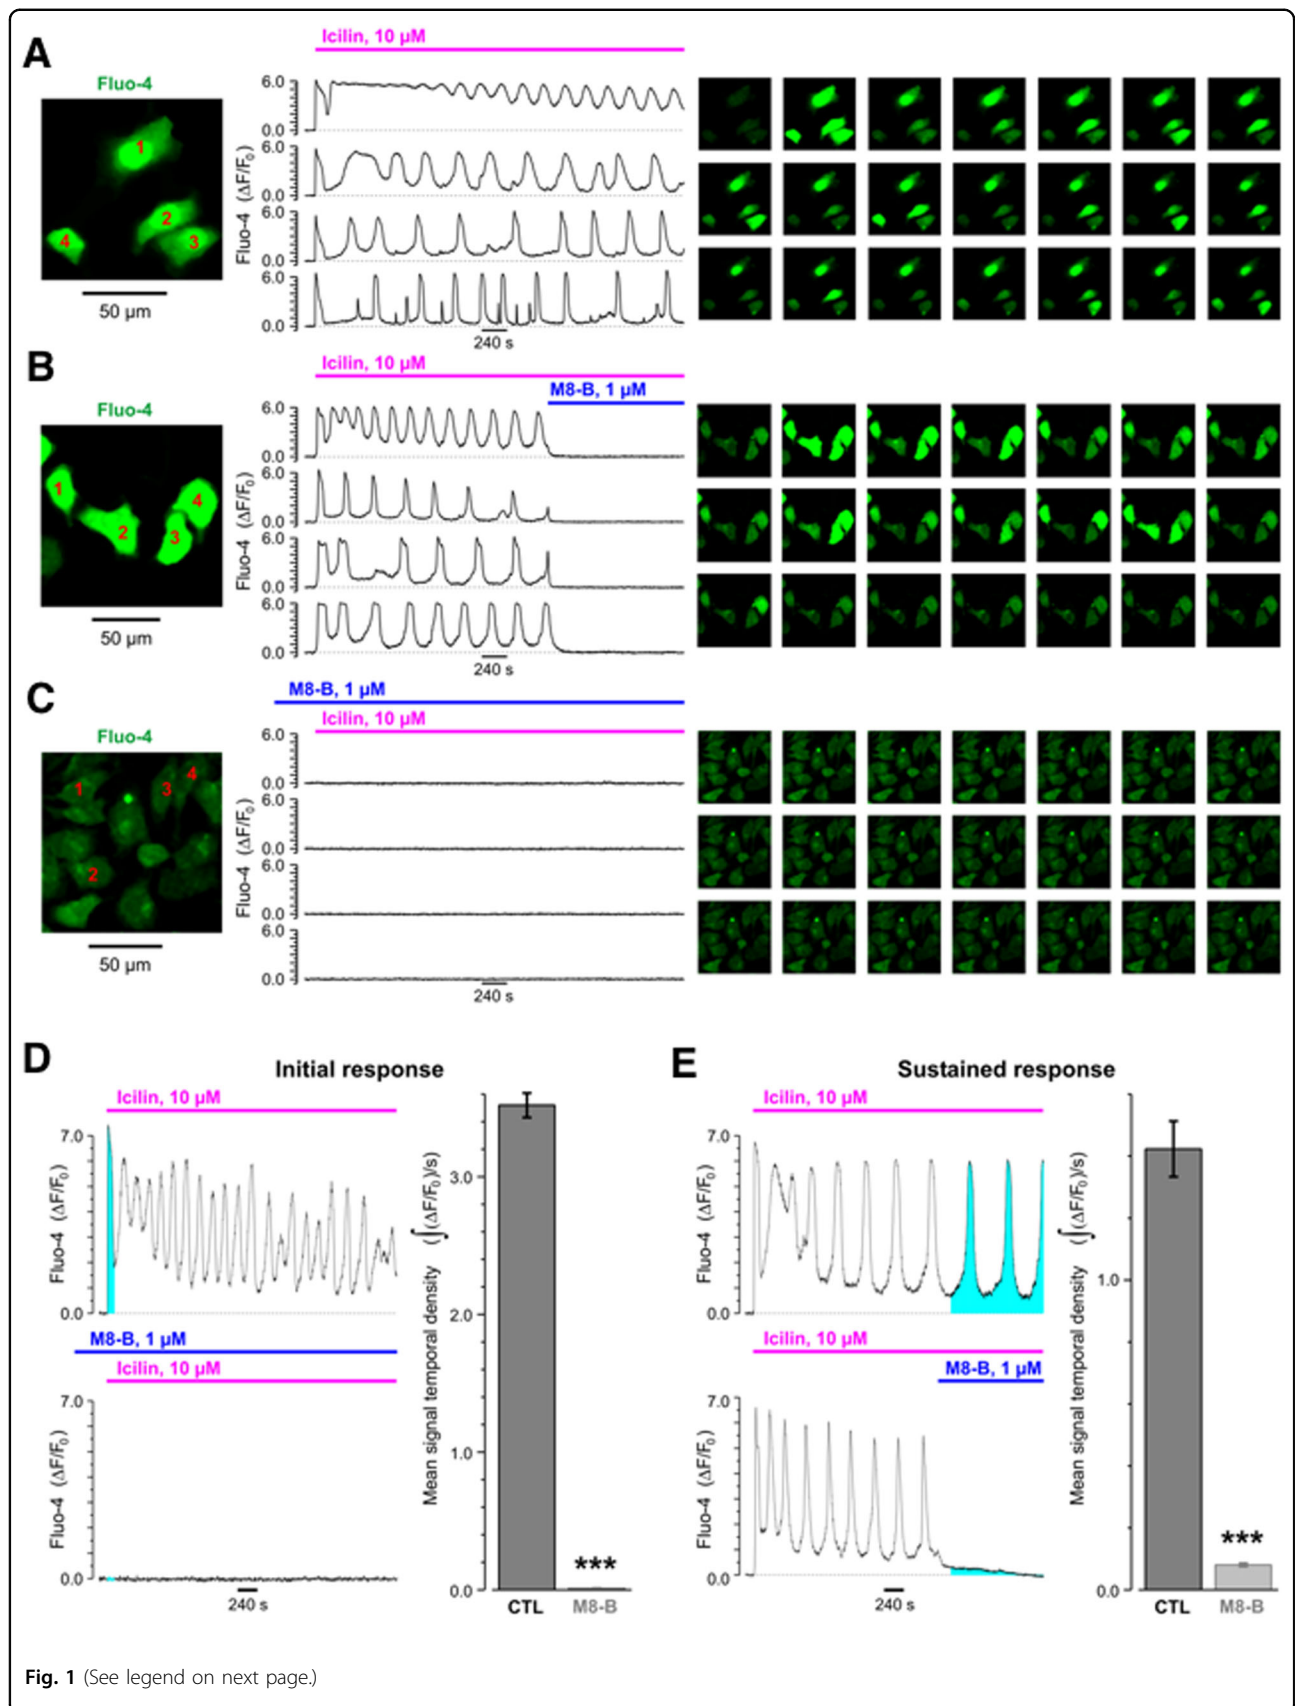 A
Icilin, 10 µM
Fluo-4
1
2
3
4
50 µm
Fluo-4 (ΔF/F0)
6.0
0.0
6.0
0.0
6.0
0.0
6.0
0.0
240 s
B
Icilin, 10 µM
M8-B, 1 µM
Fluo-4
1
2
3
4
50 µm
Fluo-4 (ΔF/F0)
Fluo-4 (ΔF/F0)
6.0
0.0
6.0
0.0
6.0
0.0
6.0
0.0
240 s
C
M8-B, 1 µM
Icilin, 10 µM
Fluo-4
1
2
3
4
50 µm
Fluo-4 (ΔF/F0)
6.0
0.0
6.0
0.0
6.0
0.0
6.0
0.0
240 s
D
Initial response
Icilin, 10 µM
Fluo-4 (ΔF/F0)
7.0
0.0
M8-B, 1 µM
Icilin, 10 µM
Fluo-4 (ΔF/F0)
7.0
0.0
240 s
Mean signal temporal density (∫(ΔF/F0)/s)
3.0
2.0
1.0
0.0
***
CTL
M8-B
E
Sustained response
Icilin, 10 µM
Fluo-4 (ΔF/F0)
7.0
0.0
Icilin, 10 µM
M8-B, 1 µM
Fluo-4 (ΔF/F0)
7.0
0.0
240 s
Mean signal temporal density (∫(ΔF/F0)/s)
1.0
0.0
***
CTL
M8-B
Fig. 1 (See legend on next page.)